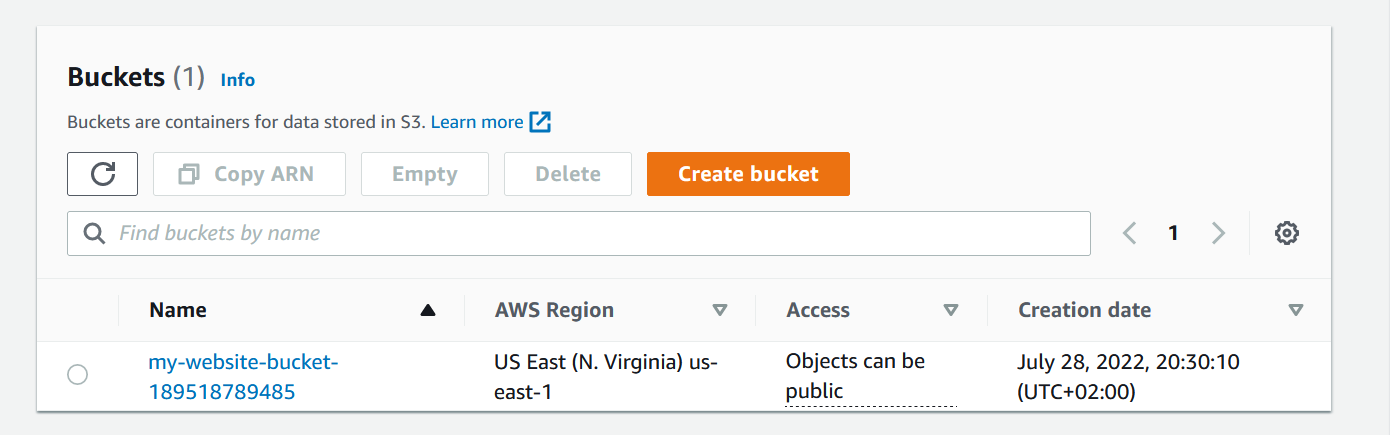 Buckets (1) Info
Buckets are containers for data stored in S3. Learn more
Copy ARN Empty Delete Create bucket
Find buckets by name 1
Name AWS Region Access Creation date
my-website-bucket- US East (N. Virginia) us- Objects can be July 28, 2022, 20:30:10
189518789485 east-1 public (UTC+02:00)